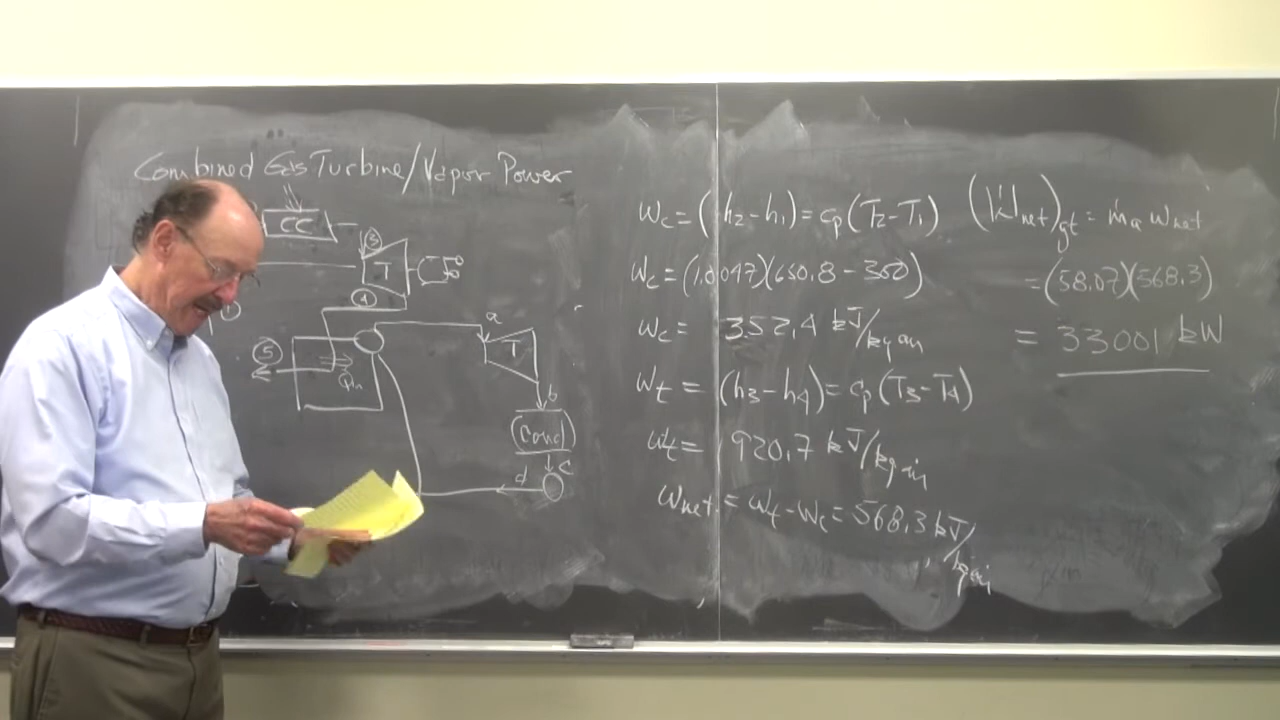 Combined Gas Turbine/Vapor Power
CC
3
T
4
1
5
Qin
a
T
b
Cond
c
d
wc = (h2-h1) = cp(T2-T1)
wc = (1.0047)(650.8 - 300)
wc = 352.4 kJ/kg air
wt = (h3-h4) = cp(T3-T4)
wt = 920.7 kJ/kg air
wnet = wt - wc = 568.3 kJ/kg air
(Ẇnet)gt = ṁa wnet
= (58.07)(568.3)
= 33001 kW